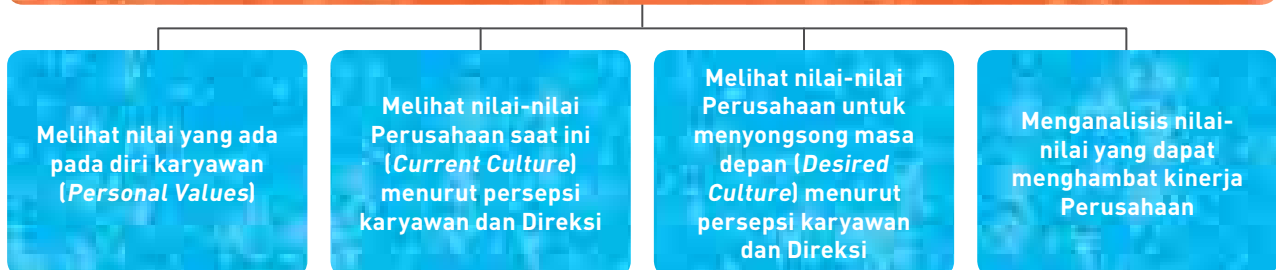 Melihat nilai yang ada
pada diri karyawan
(Personal Values)
Melihat nilai-nilai
Perusahaan saat ini
(Current Culture)
menurut persepsi
karyawan dan Direksi
Melihat nilai-nilai
Perusahaan untuk
menyongsong masa
depan (Desired
Culture) menurut
persepsi karyawan
dan Direksi
Menganalisis nilai-
nilai yang dapat
menghambat kinerja
Perusahaan